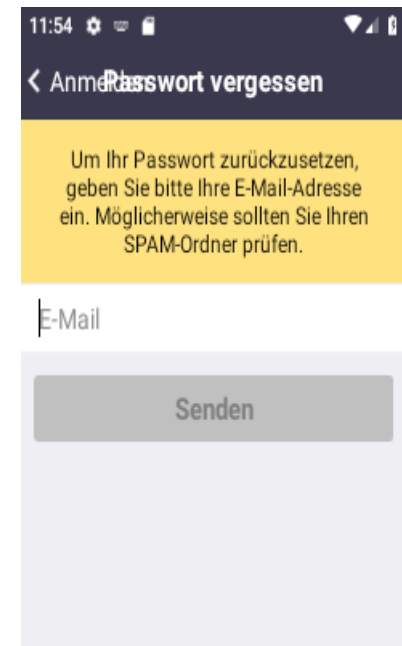 11:54
Anmelden Passwort vergessen
Um Ihr Passwort zurückzusetzen,
geben Sie bitte Ihre E-Mail-Adresse
ein. Möglicherweise sollten Sie Ihren
SPAM-Ordner prüfen.
E-Mail
Senden